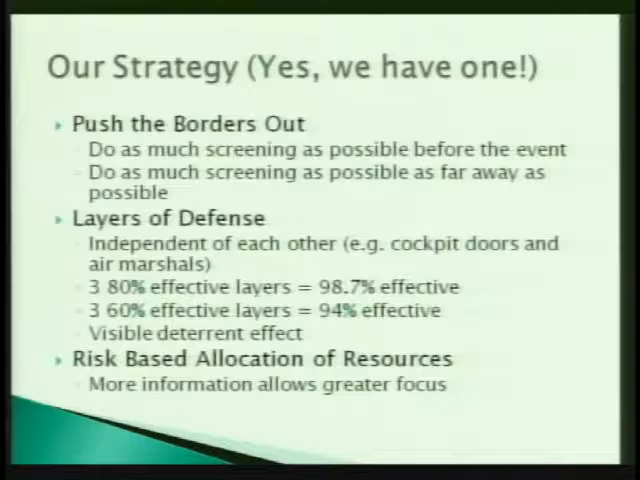 Our Strategy (Yes, we have one!)
Push the Borders Out
Do as much screening as possible before the event
Do as much screening as possible as far away as
possible
Layers of Defense
Independent of each other (e.g. cockpit doors and
air marshals)
3 80% effective layers = 98.7% effective
3 60% effective layers = 94% effective
Visible deterrent effect
Risk Based Allocation of Resources
More information allows greater focus